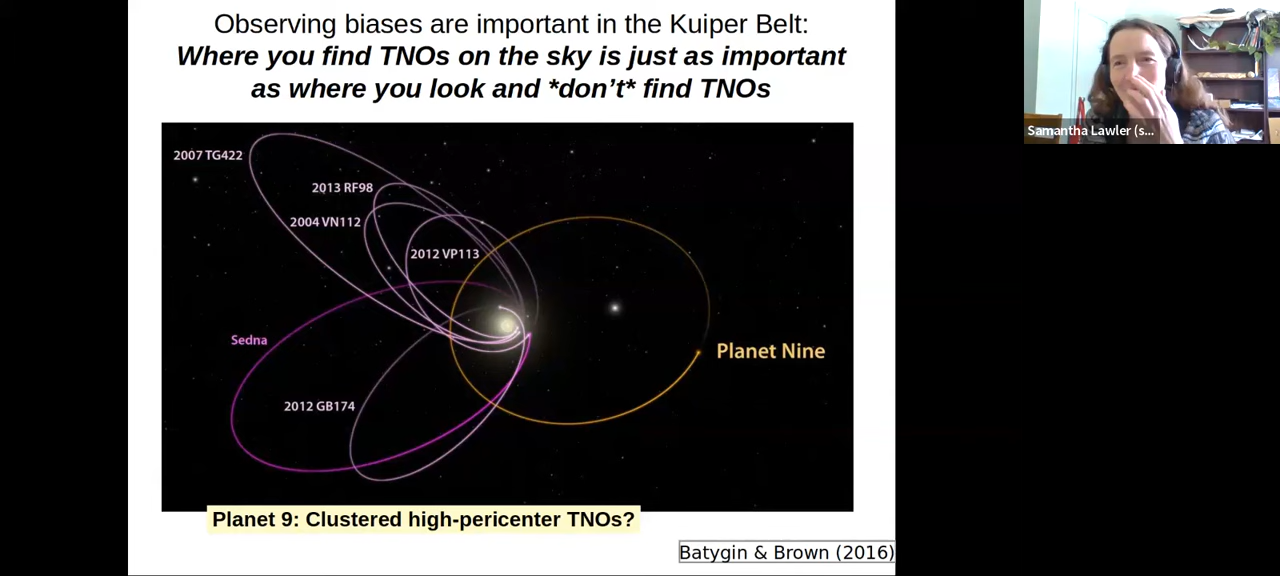 Observing biases are important in the Kuiper Belt:
Where you find TNOs on the sky is just as important
as where you look and *don't* find TNOs
2007 TG422
2013 RF98
2004 VN112
2012 VP113
Sedna
2012 GB174
Planet Nine
Planet 9: Clustered high-pericenter TNOs?
Batygin & Brown (2016)
Samantha Lawler (s...